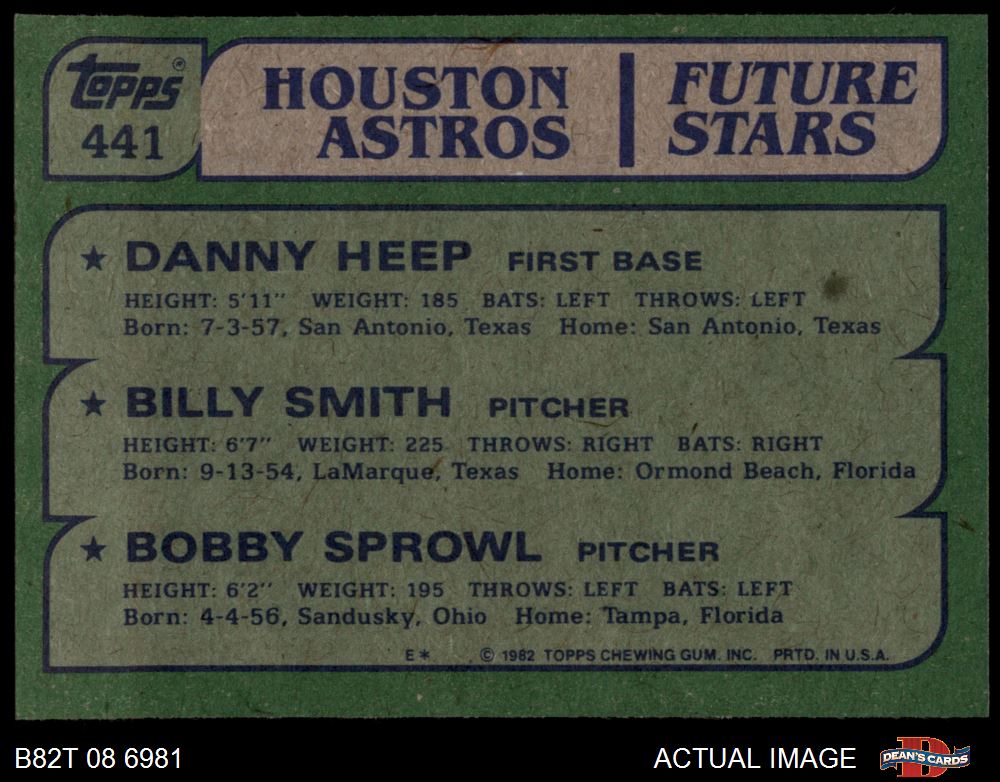 topps®
441
HOUSTON
ASTROS
FUTURE
STARS
★ DANNY HEEP FIRST BASE
HEIGHT: 5'11" WEIGHT: 185 BATS: LEFT THROWS: LEFT
Born: 7-3-57, San Antonio, Texas Home: San Antonio, Texas
★ BILLY SMITH PITCHER
HEIGHT: 6'7" WEIGHT: 225 THROWS: RIGHT BATS: RIGHT
Born: 9-13-54, LaMarque, Texas Home: Ormond Beach, Florida
★ BOBBY SPROWL PITCHER
HEIGHT: 6'2" WEIGHT: 195 THROWS: LEFT BATS: LEFT
Born: 4-4-56, Sandusky, Ohio Home: Tampa, Florida
E* © 1982 TOPPS CHEWING GUM. INC. PRTD. IN U.S.A.
B82T 08 6981 ACTUAL IMAGE D DEAN'S CARDS